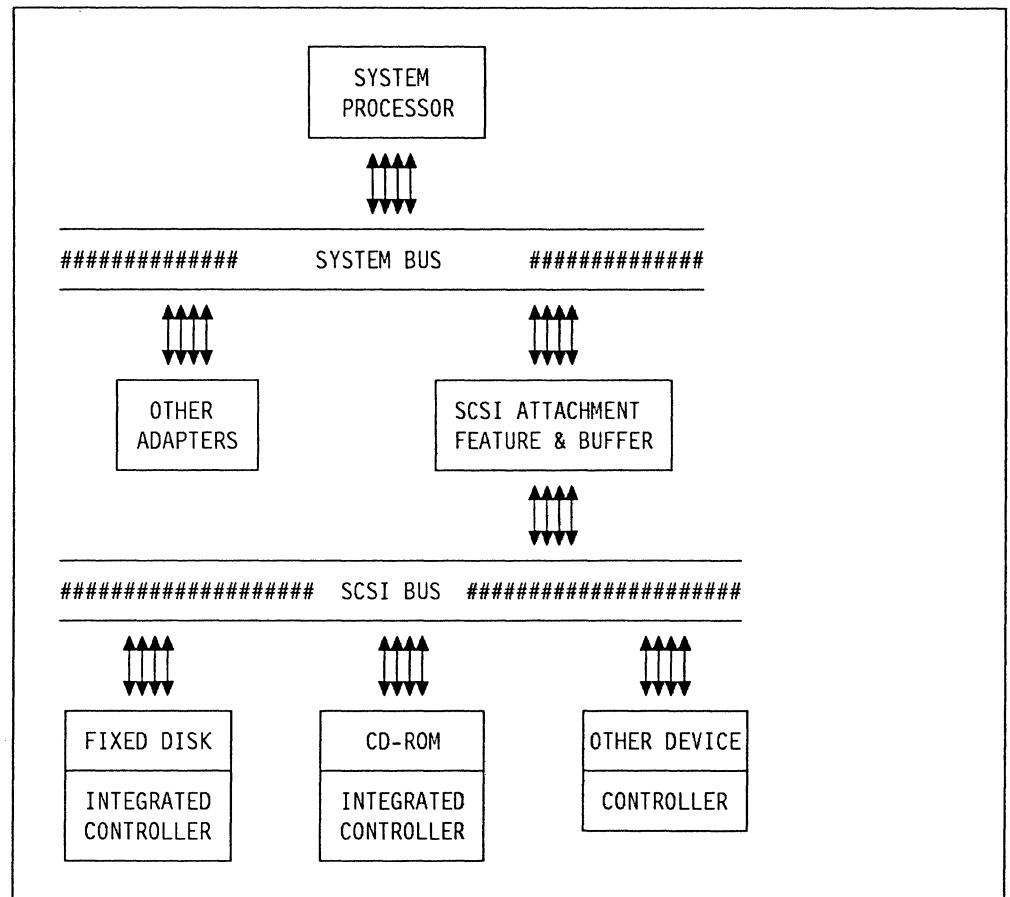 SYSTEM
PROCESSOR
############## SYSTEM BUS ##############
OTHER
ADAPTERS
SCSI ATTACHMENT
FEATURE & BUFFER
#################### SCSI BUS ######################
FIXED DISK
INTEGRATED
CONTROLLER
CD-ROM
INTEGRATED
CONTROLLER
OTHER DEVICE
CONTROLLER